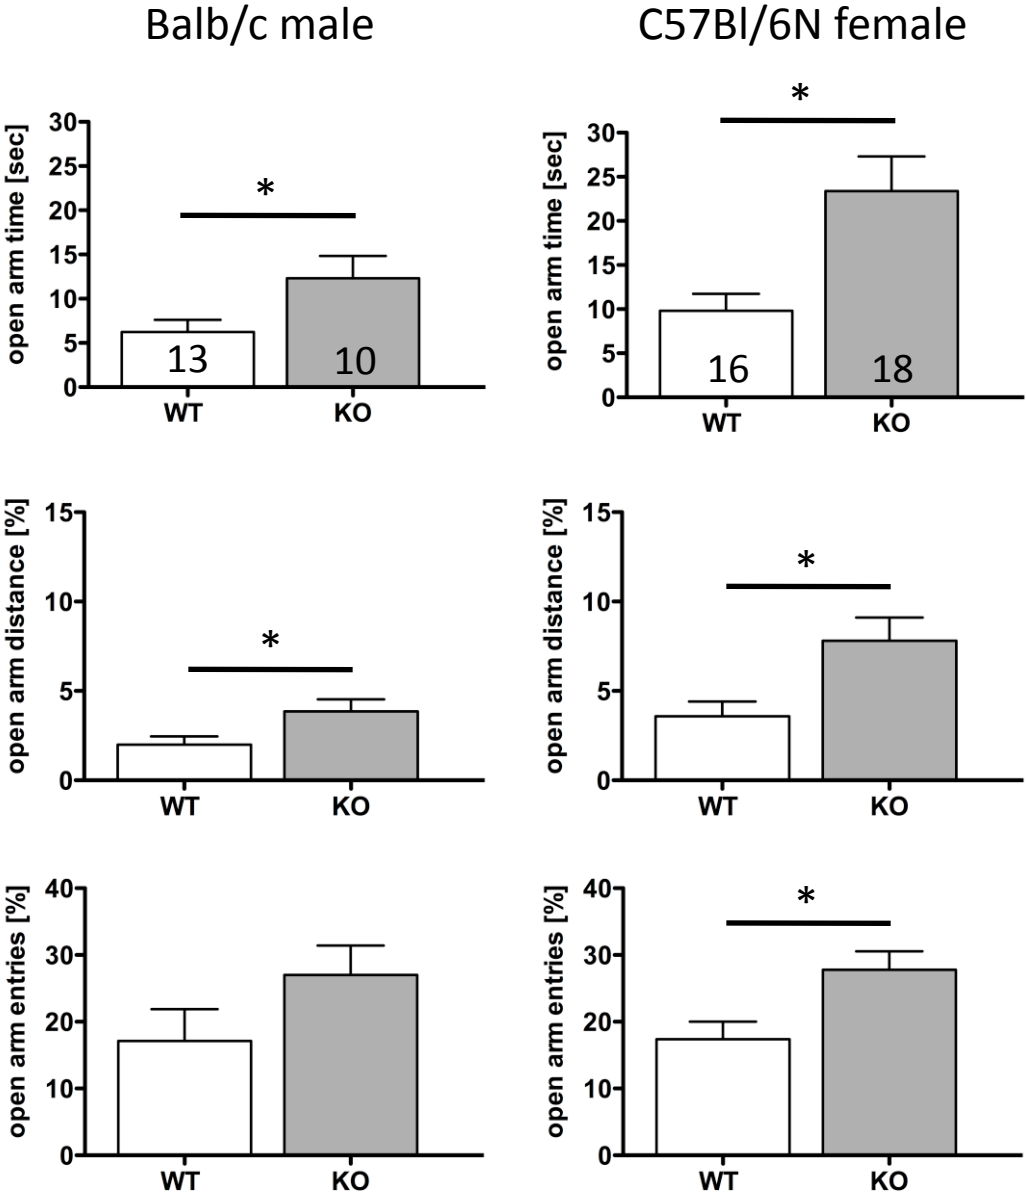 Balb/c male
C57Bl/6N female
open arm time [sec]
30
25
20
15
10
5
0
*
13
10
WT
KO
open arm time [sec]
30
25
20
15
10
5
0
*
16
18
WT
KO
open arm distance [%]
15
10
5
0
*
WT
KO
open arm distance [%]
15
10
5
0
*
WT
KO
open arm entries [%]
40
30
20
10
0
WT
KO
open arm entries [%]
40
30
20
10
0
*
WT
KO